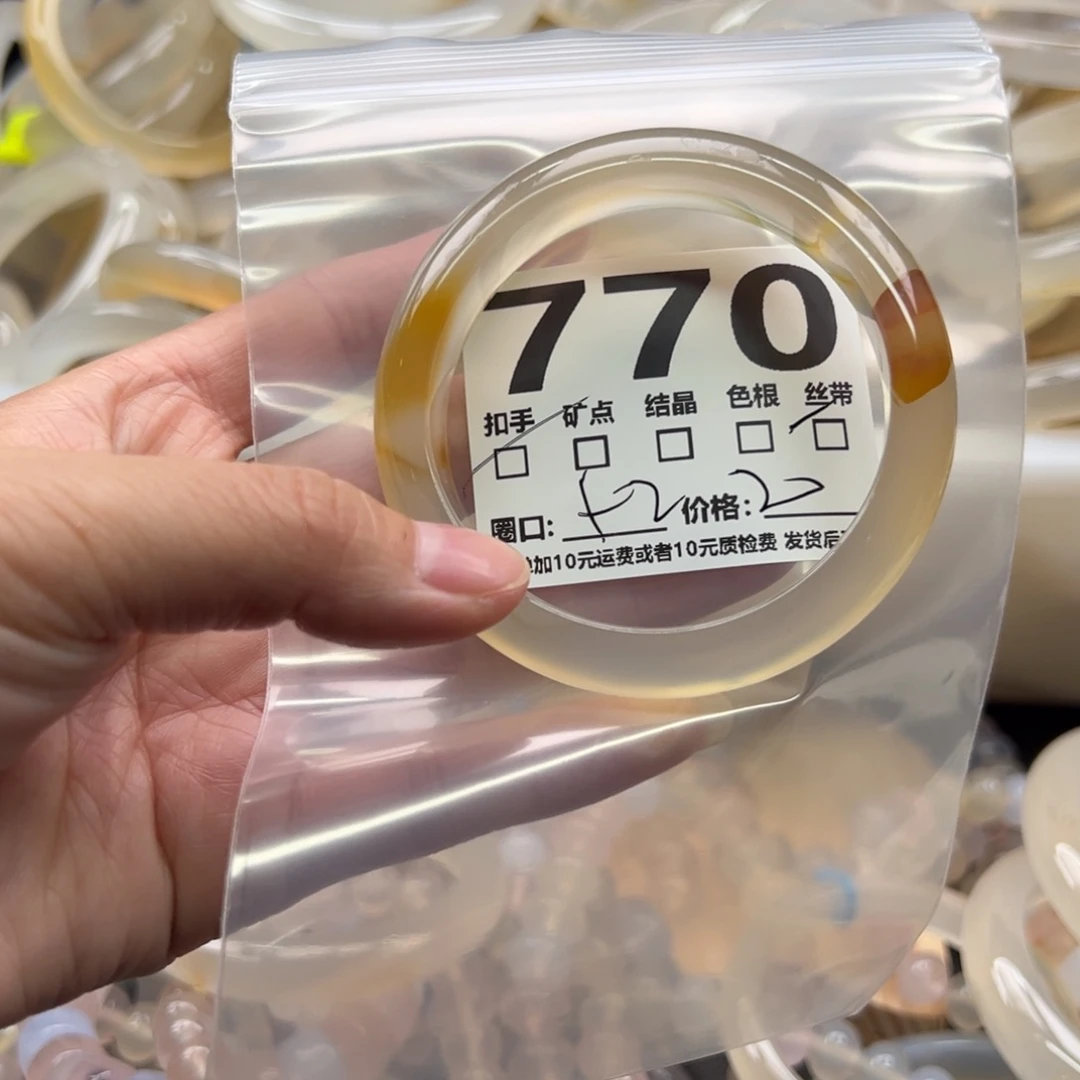 770
扣手 矿点 结晶 色根 丝带
圈口: 价格:
加10元运费或者10元质检费 发货后